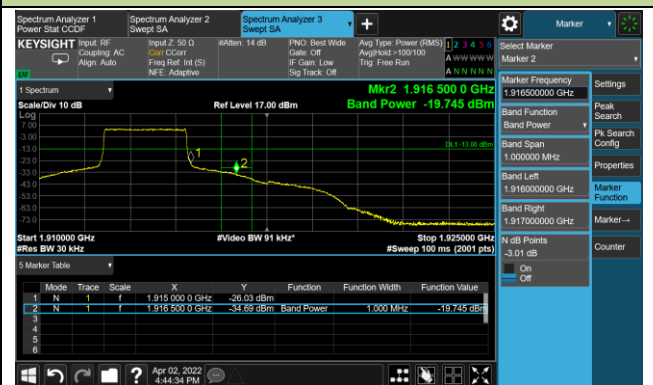 Spectrum Analyzer 1
Power Stat CCDF
Spectrum Analyzer 2
Swept SA
Spectrum Analyzer 3
Swept SA
Marker
KEYSIGHT
Input: RF
Coupling: AC
Align: Auto
Input Z: 50 Ω
Corr CCorr
Freq Ref: Int (S)
NFE: Adaptive
#Atten: 14 dB
PNO: Best Wide
Gate: Off
IF Gain: Low
Sig Track: Off
Avg Type: Power (RMS)
Avg|Hold:>100/100
Trig: Free Run
1 2 3 4 5 6
A W W W W W
A N N N N N
1 Spectrum
Scale/Div 10 dB
Log
Ref Level 17.00 dBm
Mkr2 1.916 500 0 GHz
Band Power -19.745 dBm
7.00
-3.00
-13.0
-23.0
-33.0
-43.0
-53.0
-63.0
-73.0
DL1 -13.00 dBm
1
2
Start 1.910000 GHz
#Res BW 30 kHz
#Video BW 91 kHz*
Stop 1.925000 GHz
#Sweep 100 ms (2001 pts)
5 Marker Table
Mode Trace Scale X Y Function Function Width Function Value
1 N 1 f 1.915 000 0 GHz -26.03 dBm
2 N 1 f 1.916 500 0 GHz -34.69 dBm Band Power 1.000 MHz -19.745 dBm
3
4
5
6
Apr 02, 2022
4:44:34 PM
Select Marker
Marker 2
Marker Frequency
1.916500000 GHz
Band Function
Band Power
Band Span
1.000000 MHz
Band Left
1.916000000 GHz
Band Right
1.917000000 GHz
N dB Points
-3.01 dB
On
Off
Settings
Peak
Search
Pk Search
Config
Properties
Marker
Function
Marker→
Counter